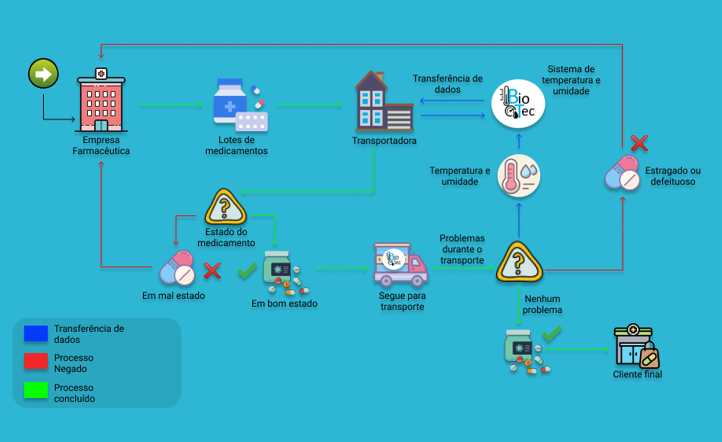 Empresa
Farmacêutica
Lotes de
medicamentos
Transportadora
Transferência de
dados
Bio
Tec
Sistema de
temperatura e
umidade
Temperatura e
umidade
Estragado ou
defeituoso
Estado do
medicamento
Em mal estado
Em bom estado
Bio
Tec
Segue para
transporte
Problemas
durante o
transporte
Nenhum
problema
Cliente final
Transferência de
dados
Processo
Negado
Processo
concluído